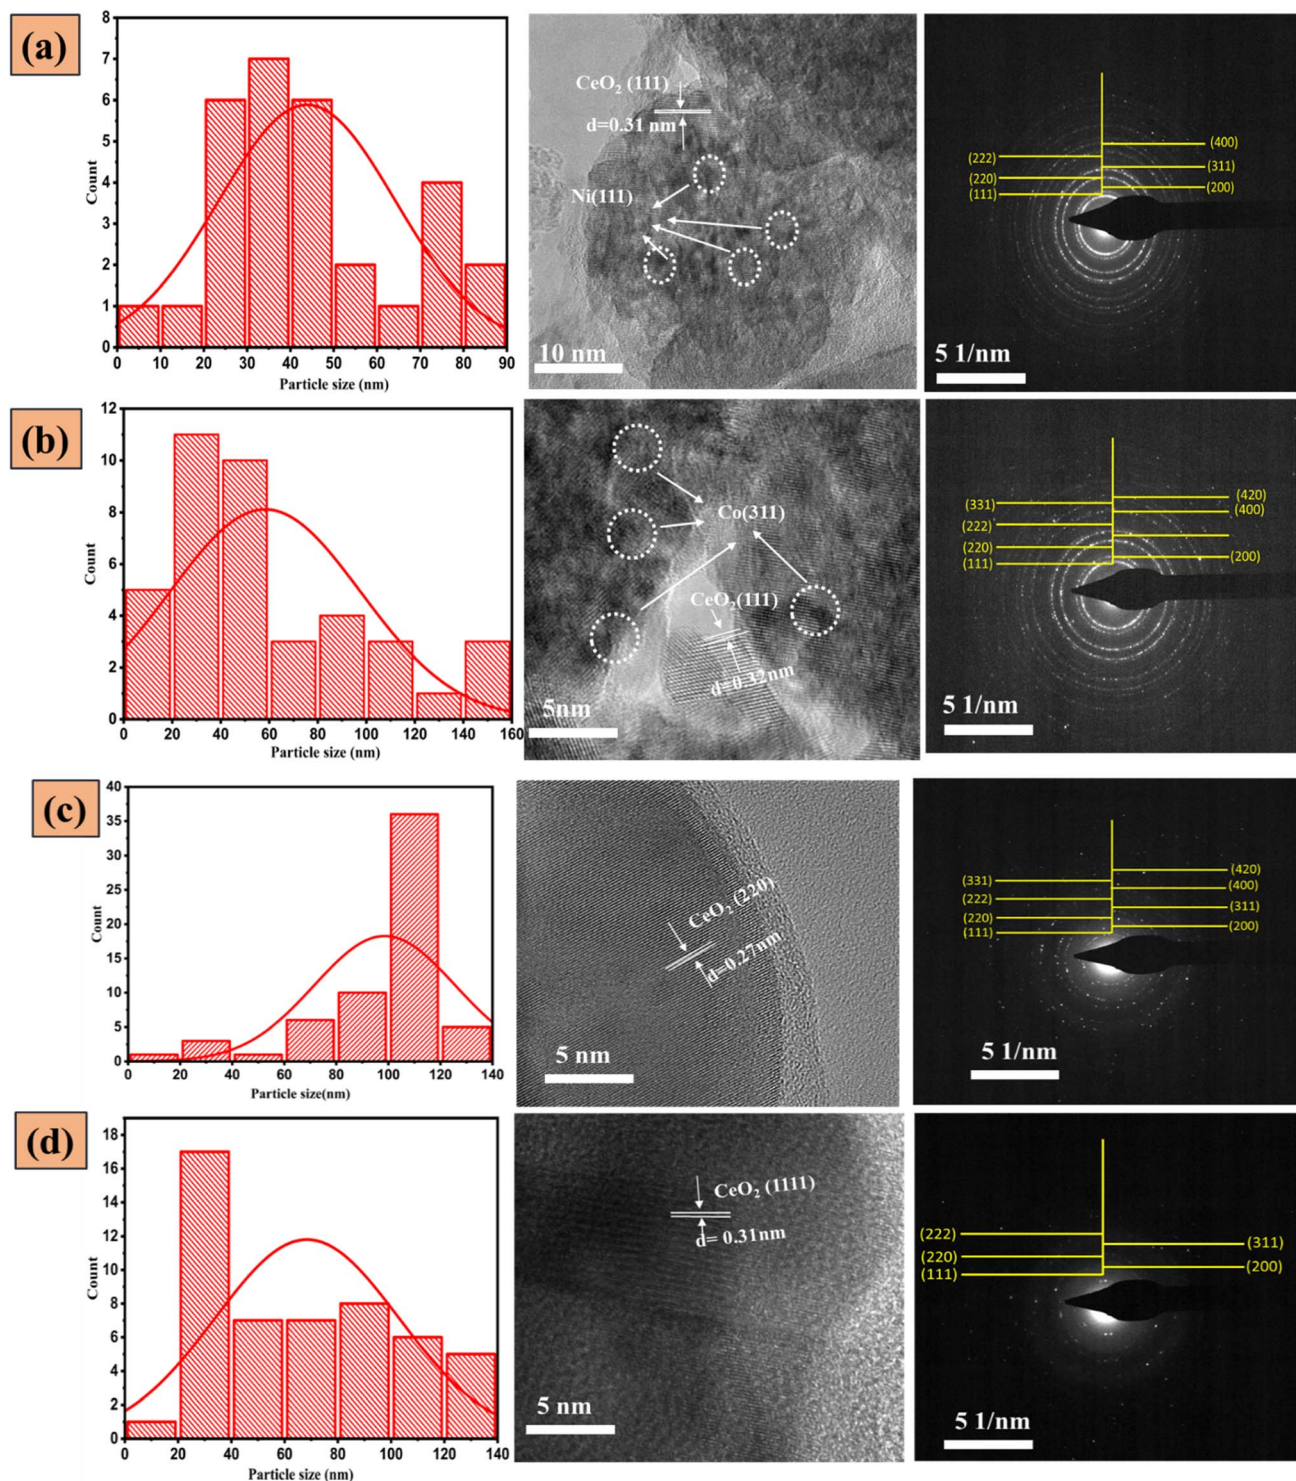 (a)
8
7
6
5
4
3
2
1
0
Count
0 10 20 30 40 50 60 70 80 90
Particle size (nm)
CeO₂ (111)
d=0.31 nm
Ni(111)
10 nm
(400)
(222)
(311)
(220)
(200)
(111)
5 1/nm
(b)
12
10
8
6
4
2
0
Count
0 20 40 60 80 100 120 140 160
Particle size (nm)
Co(311)
CeO₂(111)
d=0.32nm
5nm
(420)
(331)
(400)
(222)
(220)
(200)
(111)
5 1/nm
(c)
40
35
30
25
20
15
10
5
0
Count
0 20 40 60 80 100 120 140
Particle size(nm)
CeO₂ (220)
d=0.27nm
5 nm
(420)
(331)
(400)
(222)
(311)
(220)
(200)
(111)
5 1/nm
(d)
18
16
14
12
10
8
6
4
2
0
Count
0 20 40 60 80 100 120 140
Particle size (nm)
CeO₂ (1111)
d= 0.31nm
5 nm
(222)
(311)
(220)
(200)
(111)
5 1/nm